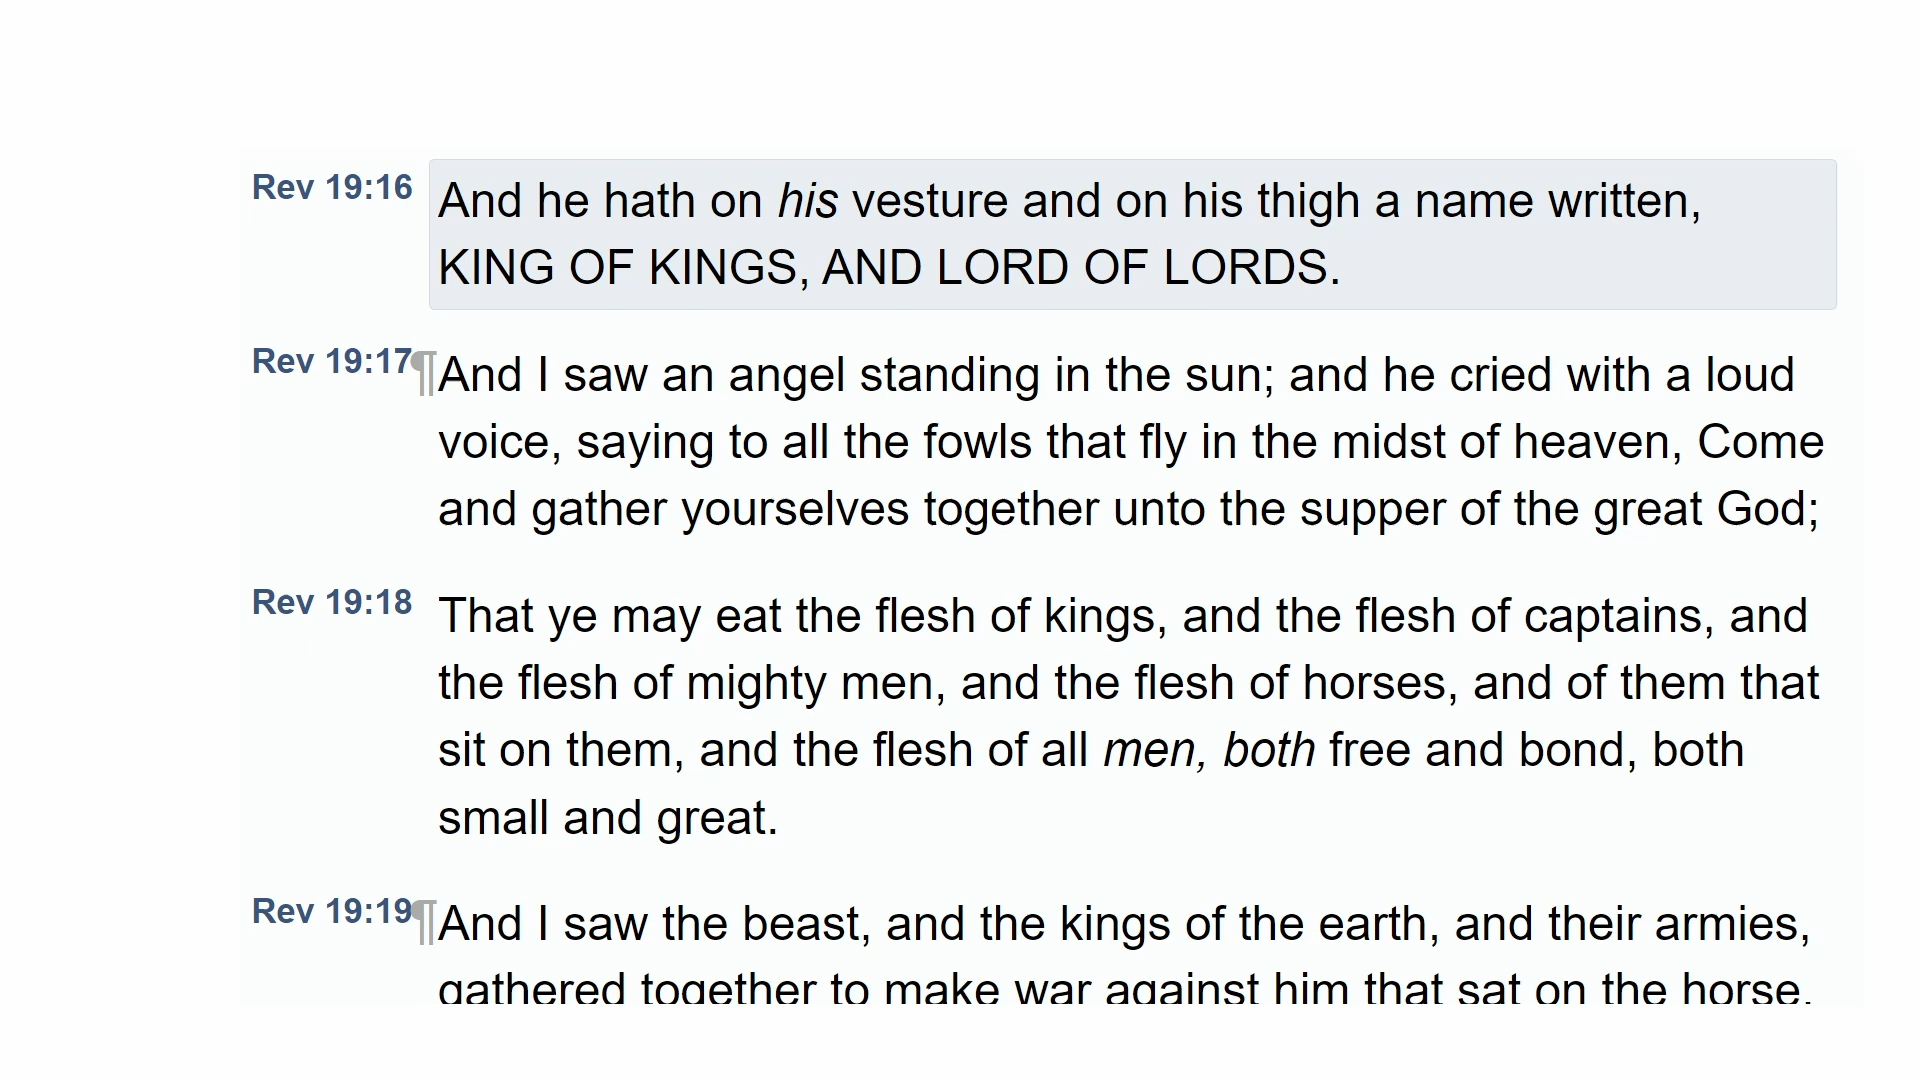 Rev 19:16 And he hath on his vesture and on his thigh a name written,
KING OF KINGS, AND LORD OF LORDS.
Rev 19:17 ¶And I saw an angel standing in the sun; and he cried with a loud
voice, saying to all the fowls that fly in the midst of heaven, Come
and gather yourselves together unto the supper of the great God;
Rev 19:18 That ye may eat the flesh of kings, and the flesh of captains, and
the flesh of mighty men, and the flesh of horses, and of them that
sit on them, and the flesh of all men, both free and bond, both
small and great.
Rev 19:19 ¶And I saw the beast, and the kings of the earth, and their armies,
gathered together to make war against him that sat on the horse,